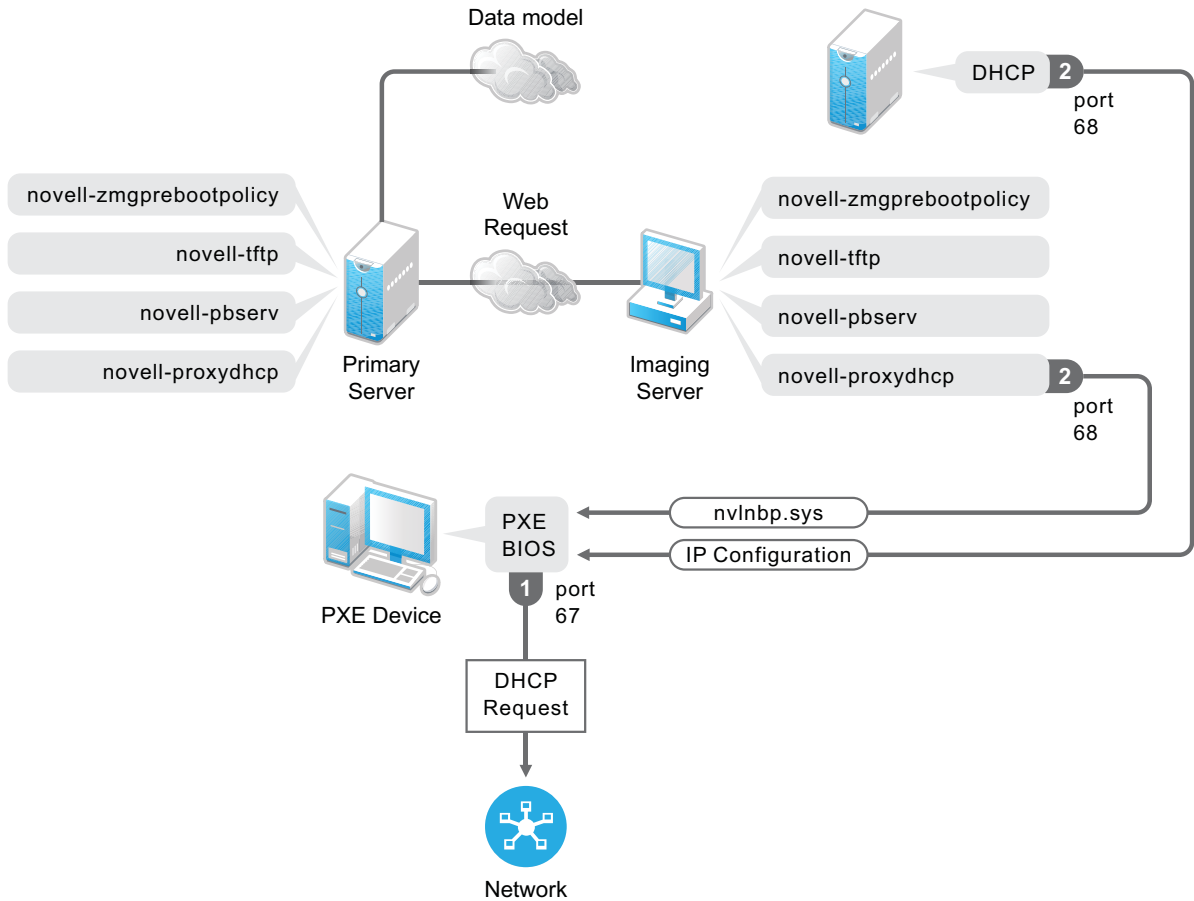 Data model
DHCP
2
port
68
novell-zmgprebootpolicy
novell-tftp
novell-pbserv
novell-proxydhcp
Primary
Server
Web
Request
Imaging
Server
novell-zmgprebootpolicy
novell-tftp
novell-pbserv
novell-proxydhcp
2
port
68
nvlnbp.sys
IP Configuration
PXE
BIOS
1
port
67
PXE Device
DHCP
Request
Network